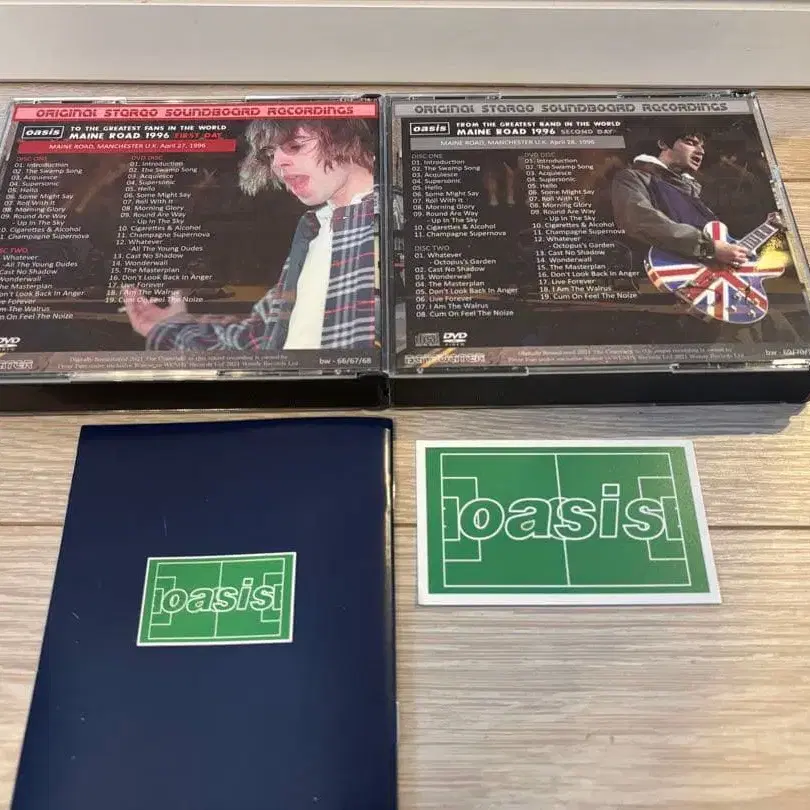 ORIGINAL STEREO SOUNDBOARD RECORDINGS
oasis
TO THE GREATEST FANS IN THE WORLD
MAINE ROAD 1996 FIRST DAY
MAINE ROAD, MANCHESTER U.K. April 27, 1996
DISC ONE
01. Introduction
02. The Swamp Song
03. Acquiesce
04. Supersonic
05. Hello
06. Some Might Say
07. Roll With It
08. Morning Glory
09. Round Are Way
- Up In The Sky
10. Cigarettes & Alcohol
11. Champagne Supernova
DISC TWO
Whatever
-All The Young Dudes
Cast No Shadow
Wonderwall
The Masterplan
Don't Look Back In Anger
Live Forever
I Am The Walrus
Cum On Feel The Noize
DVD DISC
01. Introduction
02. The Swamp Song
03. Acquiesce
04. Supersonic
05. Hello
06. Some Might Say
07. Roll With It
08. Morning Glory
09. Round Are Way
- Up In The Sky
10. Cigarettes & Alcohol
11. Champagne Supernova
12. Whatever
-All The Young Dudes
13. Cast No Shadow
14. Wonderwall
15. The Masterplan
16. Don't Look Back In Anger
17. Live Forever
18. I Am The Walrus
19. Cum On Feel The Noize
DVD
bw - 66/67/68
ORIGINAL STEREO SOUNDBOARD RECORDINGS
oasis
FROM THE GREATEST BAND IN THE WORLD
MAINE ROAD 1996 SECOND DAY
MAINE ROAD, MANCHESTER U.K. April 28, 1996
DISC ONE
01. Introduction
02. The Swamp Song
03. Acquiesce
04. Supersonic
05. Hello
06. Some Might Say
07. Roll With It
08. Morning Glory
09. Round Are Way
- Up In The Sky
10. Cigarettes & Alcohol
11. Champagne Supernova
DISC TWO
01. Whatever
- Octopus's Garden
02. Cast No Shadow
03. Wonderwall
04. The Masterplan
05. Don't Look Back In Anger
06. Live Forever
07. I Am The Walrus
08. Cum On Feel The Noize
DVD DISC
01. Introduction
02. The Swamp Song
03. Acquiesce
04. Supersonic
05. Hello
06. Some Might Say
07. Roll With It
08. Morning Glory
09. Round Are Way
- Up In The Sky
10. Cigarettes & Alcohol
11. Champagne Supernova
12. Whatever
- Octopus's Garden
13. Cast No Shadow
14. Wonderwall
15. The Masterplan
16. Don't Look Back In Anger
17. Live Forever
18. I Am The Walrus
19. Cum On Feel The Noize
DVD
oasis
oasis